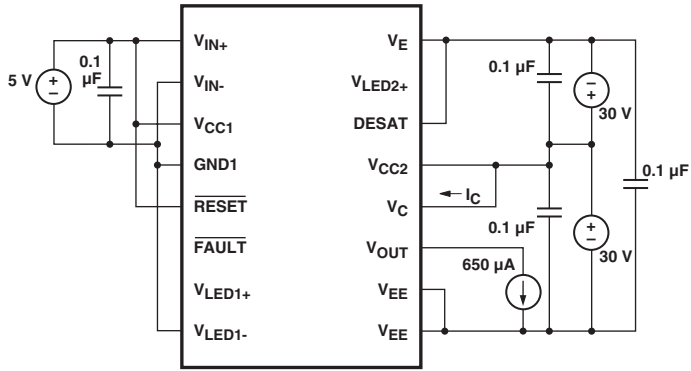 5 V
+
−
0.1
µF
V_IN+
V_IN-
V_CC1
GND1
RESET
FAULT
V_LED1+
V_LED1-
V_E
V_LED2+
DESAT
V_CC2
V_C
V_OUT
V_EE
V_EE
0.1 µF
−
+
30 V
0.1 µF
I_C
0.1 µF
+
−
30 V
650 µA